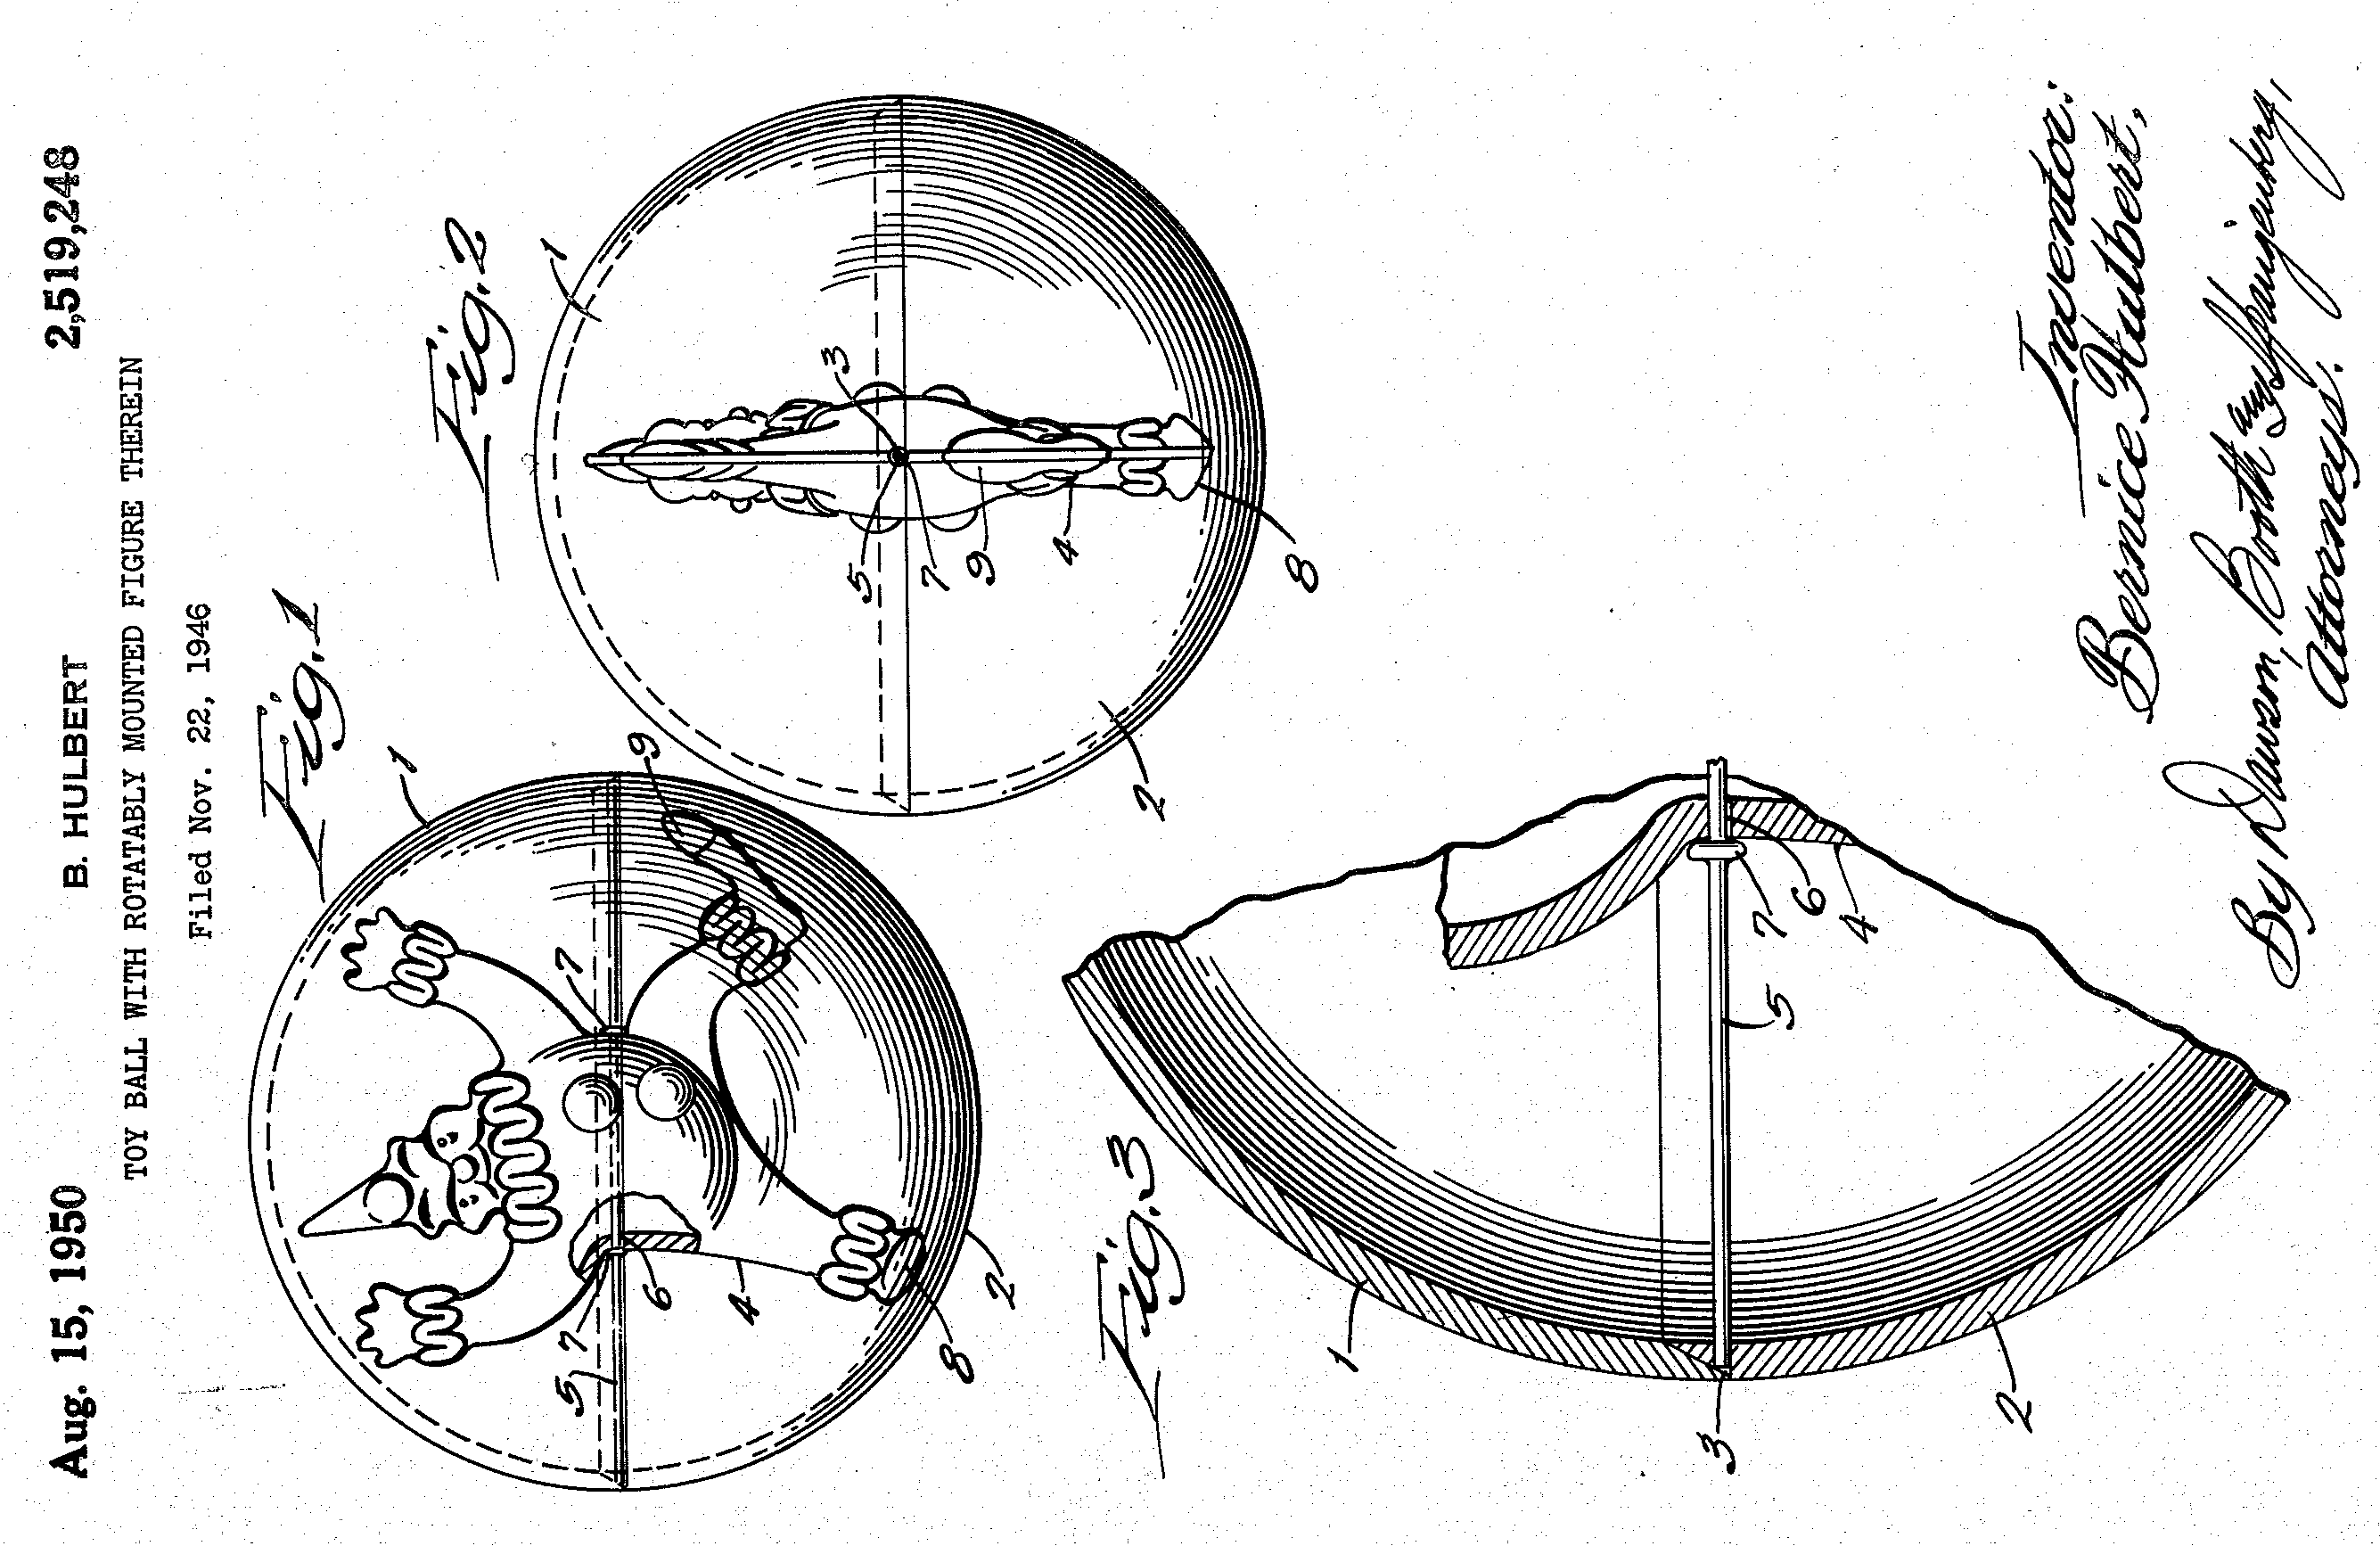 Aug. 15, 1950 B. HULBERT 2,519,248
TOY BALL WITH ROTATABLY MOUNTED FIGURE THEREIN
Filed Nov. 22, 1946
Fig. 1
1
9
7
7
5
6
4
8
2
Fig. 2
1
3
5
7
9
4
8
2
Fig. 3
1
3
2
5
7
6
4
Inventor:
Bernice Hulbert,
By Dawson, Booth and
Attorneys.